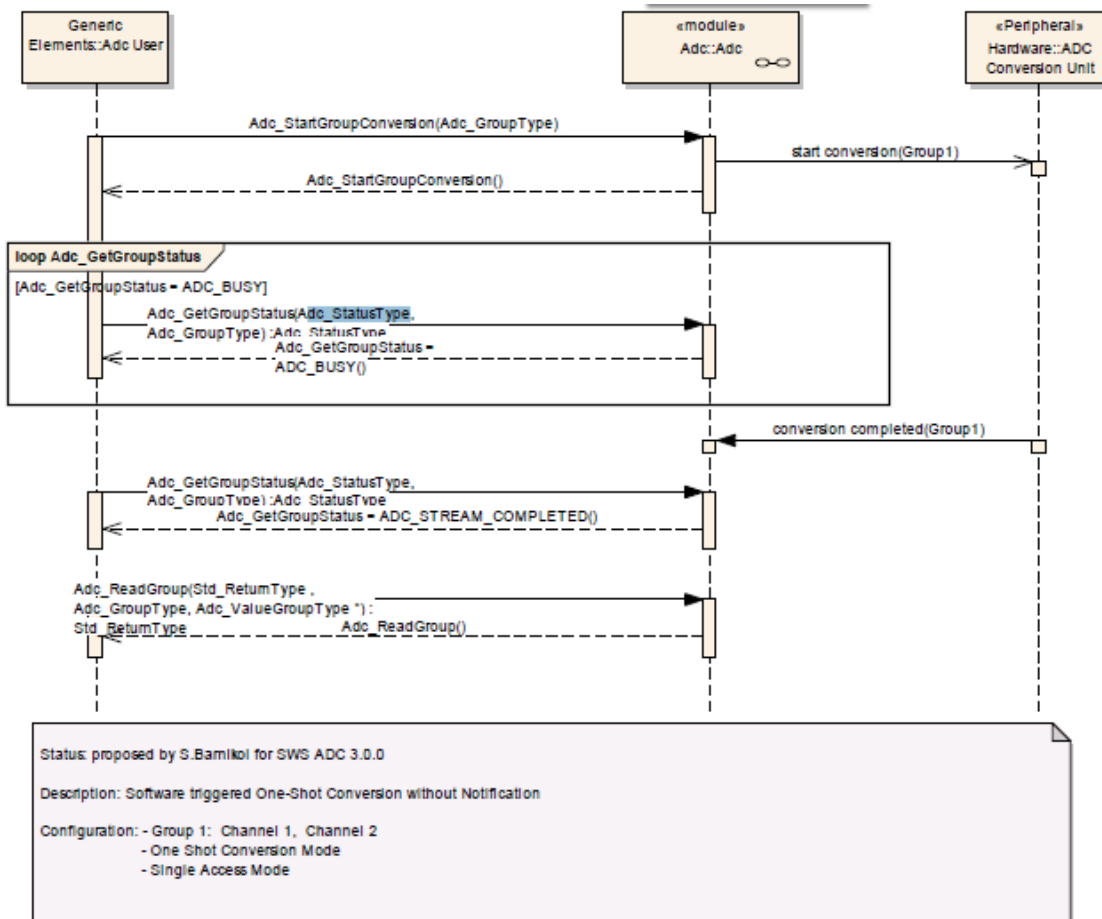 Generic
Elements::Adc User
«module»
Adc::Adc
«Peripheral»
Hardware::ADC
Conversion Unit
Adc_StartGroupConversion(Adc_GroupType)
start conversion(Group1)
Adc_StartGroupConversion()
loop Adc_GetGroupStatus
[Adc_GetGroupStatus = ADC_BUSY]
Adc_GetGroupStatus(Adc_StatusType,
Adc_GroupType) :Adc_StatusType
Adc_GetGroupStatus =
ADC_BUSY()
conversion completed(Group1)
Adc_GetGroupStatus(Adc_StatusType,
Adc_GroupType) :Adc_StatusType
Adc_GetGroupStatus = ADC_STREAM_COMPLETED()
Adc_ReadGroup(Std_ReturnType ,
Adc_GroupType, Adc_ValueGroupType *) :
Std_ReturnType
Adc_ReadGroup()
Status: proposed by S.Barnikol for SWS ADC 3.0.0
Description: Software triggered One-Shot Conversion without Notification
Configuration: - Group 1: Channel 1, Channel 2
- One Shot Conversion Mode
- Single Access Mode